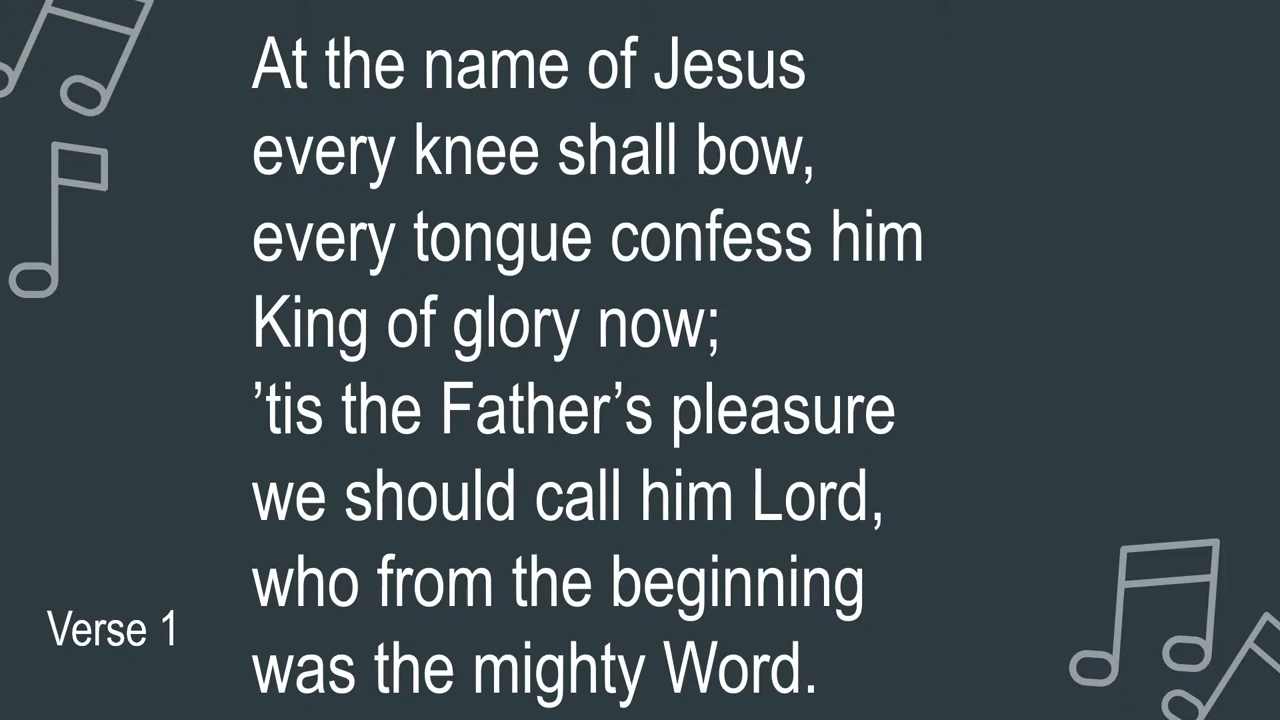 At the name of Jesus
every knee shall bow,
every tongue confess him
King of glory now;
’tis the Father’s pleasure
we should call him Lord,
who from the beginning
was the mighty Word.
Verse 1